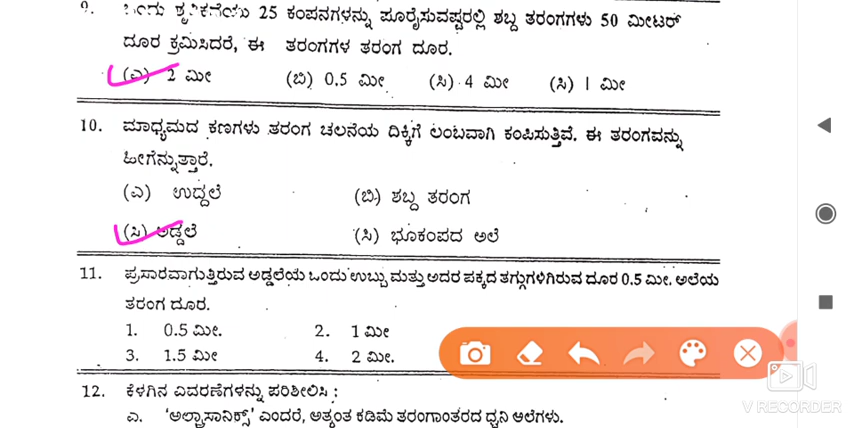 9. ಒಂದು ಶೃತಿಕವೆಯು 25 ಕಂಪನಗಳನ್ನು ಪೂರೈಸುವಷ್ಟರಲ್ಲಿ ಶಬ್ದ ತರಂಗಗಳು 50 ಮೀಟರ್
ದೂರ ಕ್ರಮಿಸಿದರೆ, ಈ ತರಂಗಗಳ ತರಂಗ ದೂರ.
(ಎ) 2 ಮೀ (ಬಿ) 0.5 ಮೀ (ಸಿ) 4 ಮೀ (ಸಿ) 1 ಮೀ
10. ಮಾಧ್ಯಮದ ಕಣಗಳು ತರಂಗ ಚಲನೆಯ ದಿಕ್ಕಿಗೆ ಲಂಬವಾಗಿ ಕಂಪಿಸುತ್ತಿವೆ. ಈ ತರಂಗವನ್ನು
ಹೀಗೆನ್ನುತ್ತಾರೆ.
(ಎ) ಉದ್ದಲೆ (ಬಿ) ಶಬ್ದ ತರಂಗ
(ಸಿ) ಅಡ್ಡಲೆ (ಸಿ) ಭೂಕಂಪದ ಅಲೆ
11. ಪ್ರಸಾರವಾಗುತ್ತಿರುವ ಅಡ್ಡಲೆಯ ಒಂದು ಉಬ್ಬು ಮತ್ತು ಅದರ ಪಕ್ಕದ ತಗ್ಗುಗಳಿಗಿರುವ ದೂರ 0.5 ಮೀ. ಅಲೆಯ
ತರಂಗ ದೂರ.
1. 0.5 ಮೀ. 2. 1 ಮೀ
3. 1.5 ಮೀ 4. 2 ಮೀ.
12. ಕೆಳಗಿನ ವಿವರಣೆಗಳನ್ನು ಪರಿಶೀಲಿಸಿ :
ಎ. 'ಅಲ್ಟ್ರಾಸಾನಿಕ್ಸ್' ಎಂದರೆ, ಅತ್ಯಂತ ಕಡಿಮೆ ತರಂಗಾಂತರದ ಧ್ವನಿ ಆಲೆಗಳು.
V RECORDER